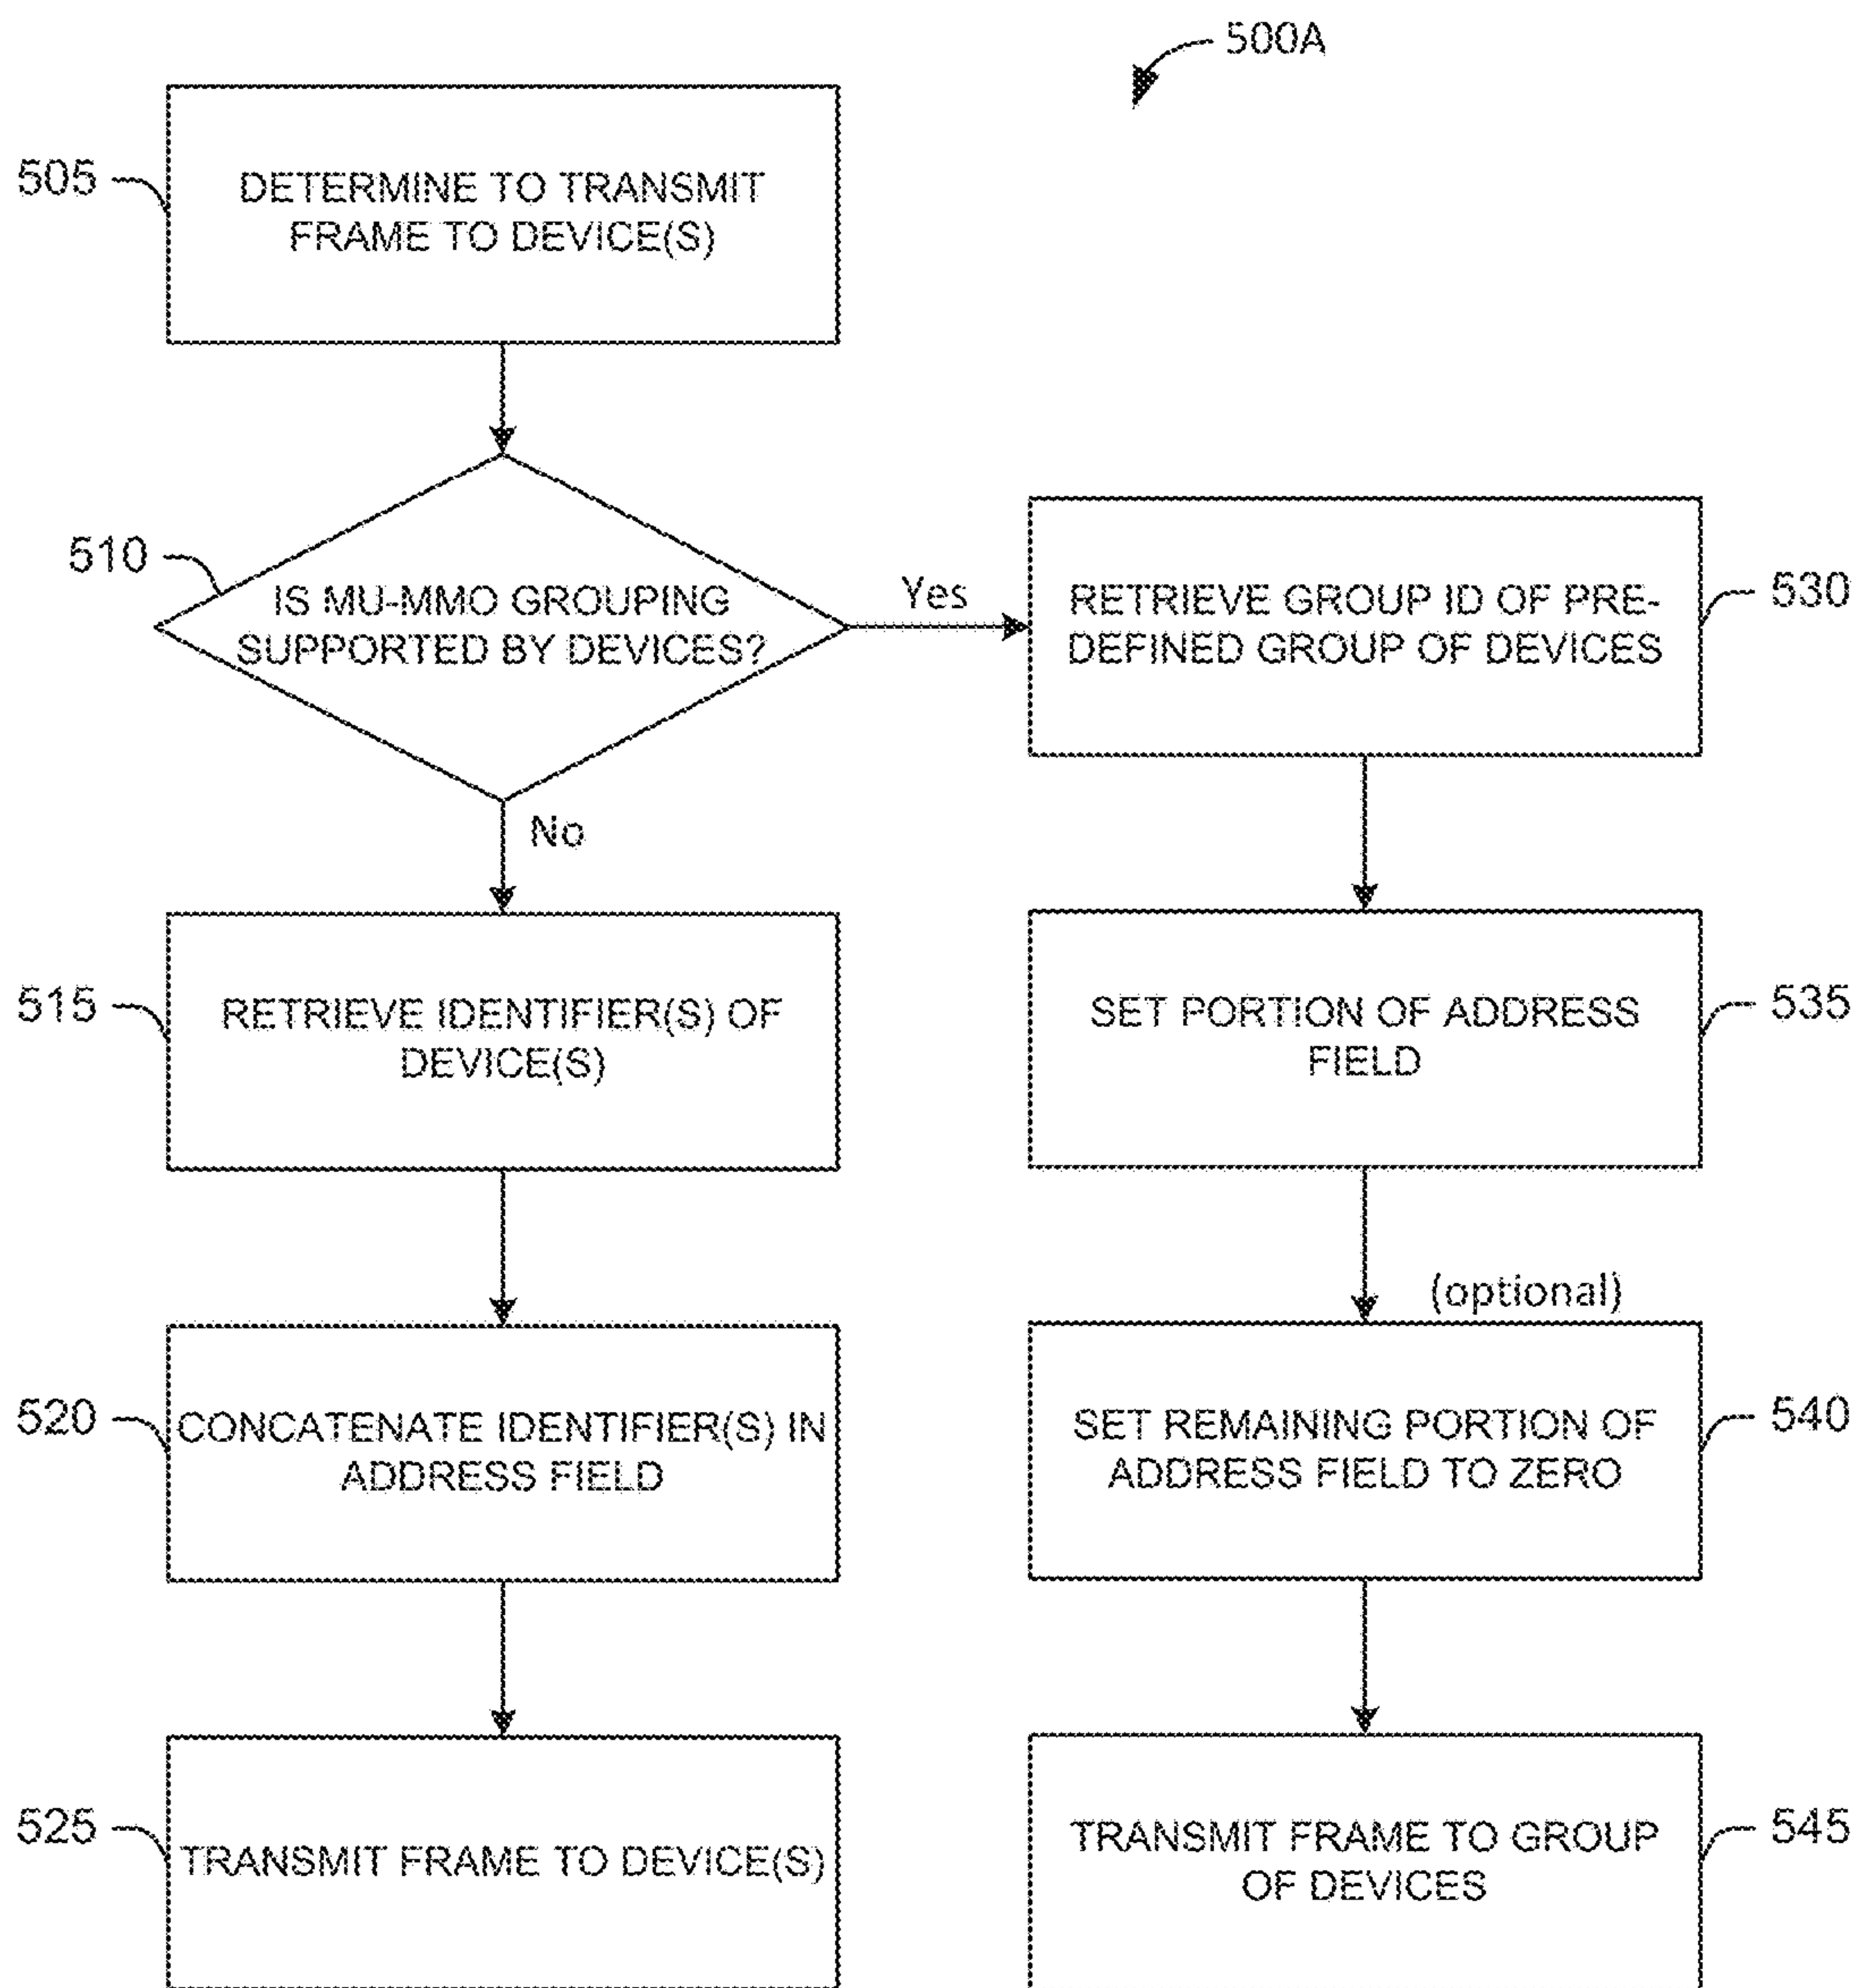 500A
505
DETERMINE TO TRANSMIT
FRAME TO DEVICE(S)
510
IS MU-MMO GROUPING
SUPPORTED BY DEVICES?
Yes
RETRIEVE GROUP ID OF PRE-
DEFINED GROUP OF DEVICES
530
No
515
RETRIEVE IDENTIFIER(S) OF
DEVICE(S)
SET PORTION OF ADDRESS
FIELD
535
(optional)
520
CONCATENATE IDENTIFIER(S) IN
ADDRESS FIELD
SET REMAINING PORTION OF
ADDRESS FIELD TO ZERO
540
525
TRANSMIT FRAME TO DEVICE(S)
TRANSMIT FRAME TO GROUP
OF DEVICES
545